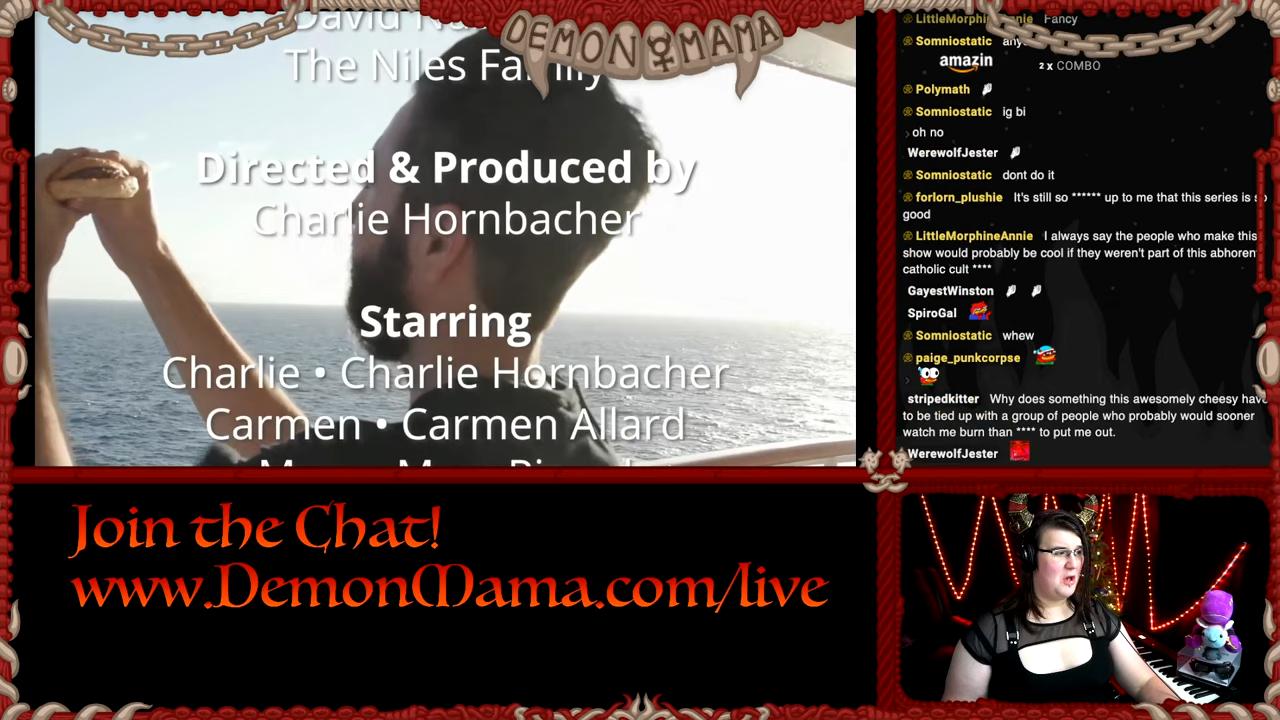 The Niles Family
Directed & Produced by
Charlie Hornbacher
Starring
Charlie • Charlie Hornbacher
Carmen • Carmen Allard
DEMON MAMA
Fancy
Somniostatic
amazin
2 x COMBO
Polymath
Somniostatic ig bi
oh no
WerewolfJester
Somniostatic dont do it
forlorn_plushie It's still so ****** up to me that this series is so
good
LittleMorphineAnnie I always say the people who make this
show would probably be cool if they weren't part of this abhorent
catholic cult ****
GayestWinston
SpiroGal
Somniostatic whew
paige_punkcorpse
stripedkitter Why does something this awesomely cheesy have
to be tied up with a group of people who probably would sooner
watch me burn than **** to put me out.
WerewolfJester
Join the Chat!
www.DemonMama.com/live